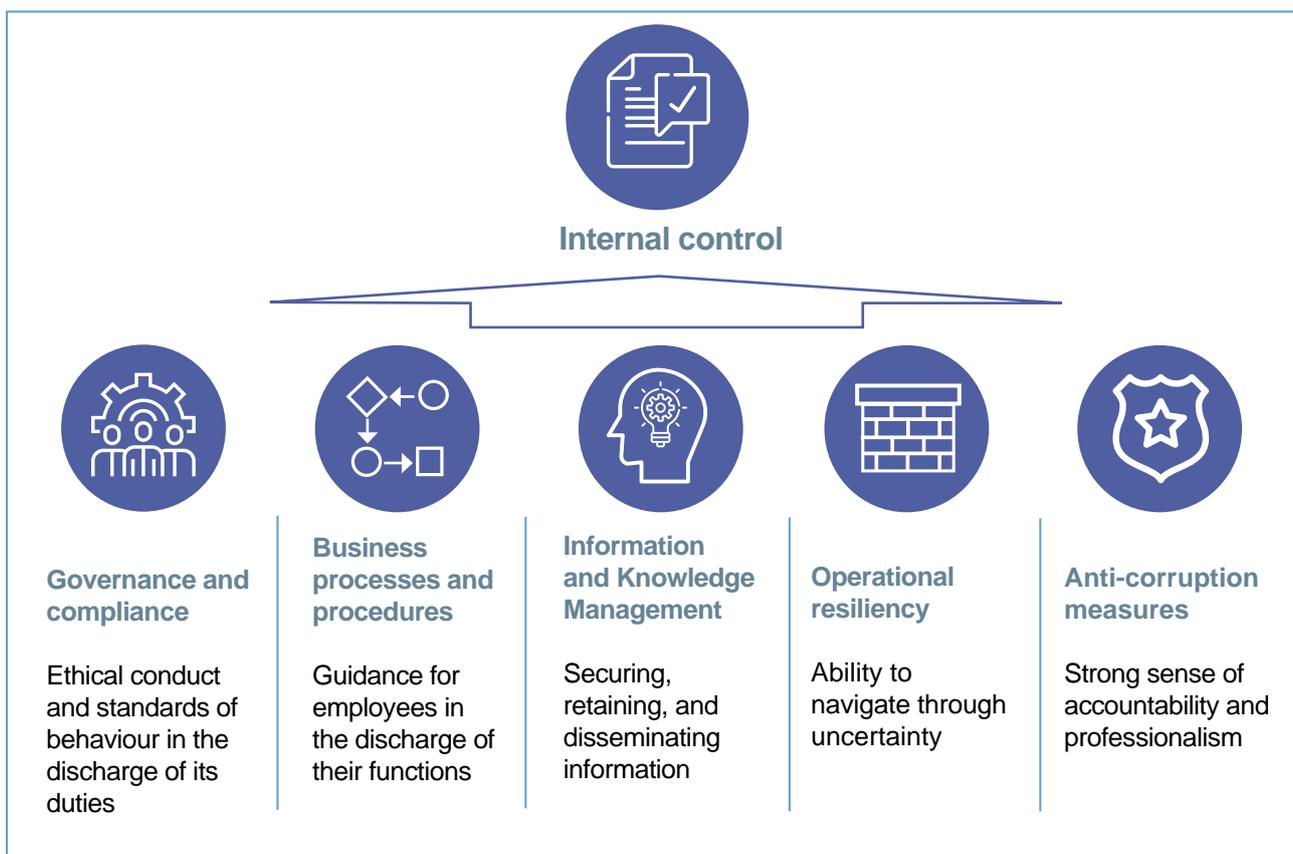 Internal control
Governance and
compliance
Ethical conduct
and standards of
behaviour in the
discharge of its
duties
Business
processes and
procedures
Guidance for
employees in
the discharge of
their functions
Information
and Knowledge
Management
Securing,
retaining, and
disseminating
information
Operational
resiliency
Ability to
navigate through
uncertainty
Anti-corruption
measures
Strong sense of
accountability and
professionalism